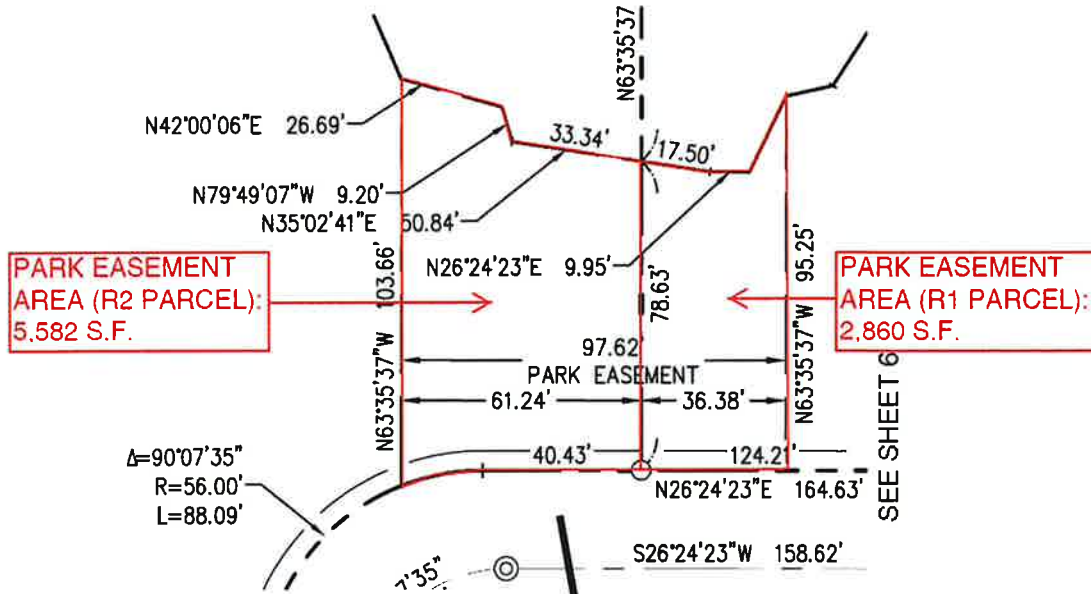 N63°35'37
N42°00'06"E 26.69'
33.34'
17.50'
N79°49'07"W 9.20'
N35°02'41"E 50.84'
N26°24'23"E 9.95'
PARK EASEMENT
AREA (R2 PARCEL):
5,582 S.F.
N63°35'37"W 103.66'
78.63'
N63°35'37"W 95.25'
PARK EASEMENT
AREA (R1 PARCEL):
2,860 S.F.
97.62'
PARK EASEMENT
61.24'
36.38'
SEE SHEET 6
Δ=90°07'35"
R=56.00'
L=88.09'
40.43'
124.21'
N26°24'23"E 164.63'
S26°24'23"W 158.62'
7'35"